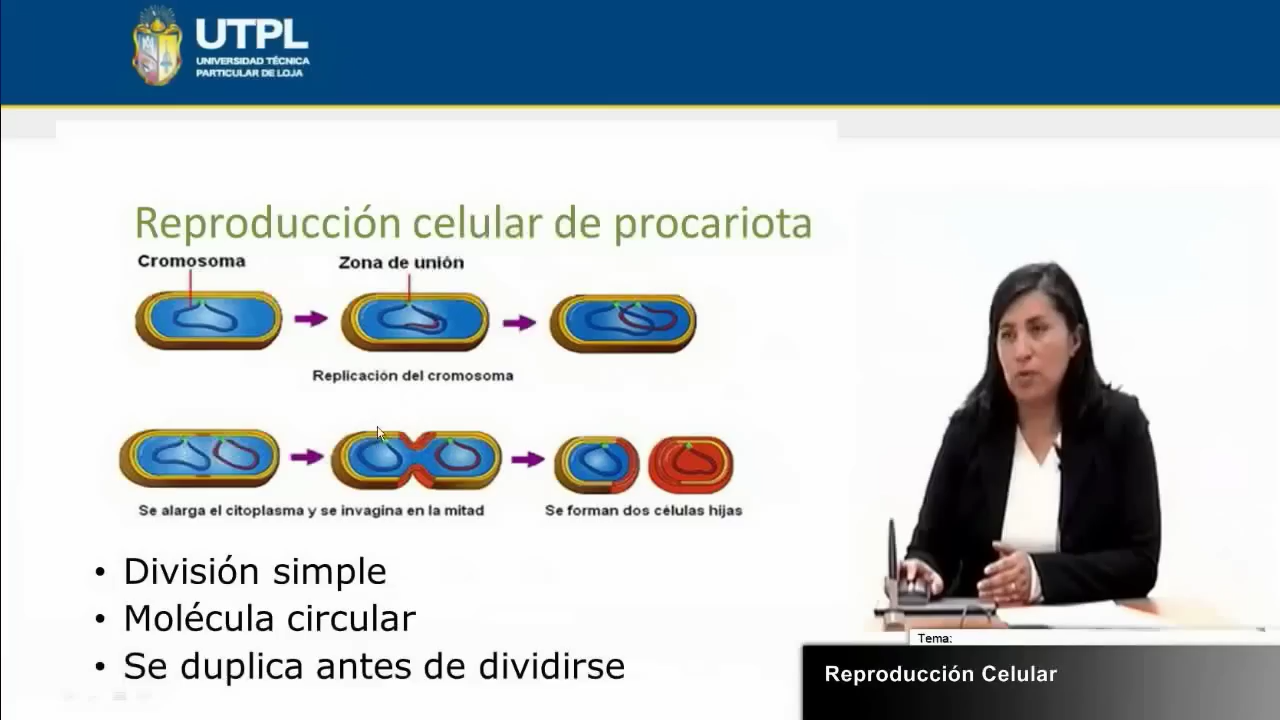 UTPL
UNIVERSIDAD TÉCNICA
PARTICULAR DE LOJA
Reproducción celular de procariota
Cromosoma
Zona de unión
Replicación del cromosoma
Se alarga el citoplasma y se invagina en la mitad
Se forman dos células hijas
• División simple
• Molécula circular
• Se duplica antes de dividirse
Tema:
Reproducción Celular